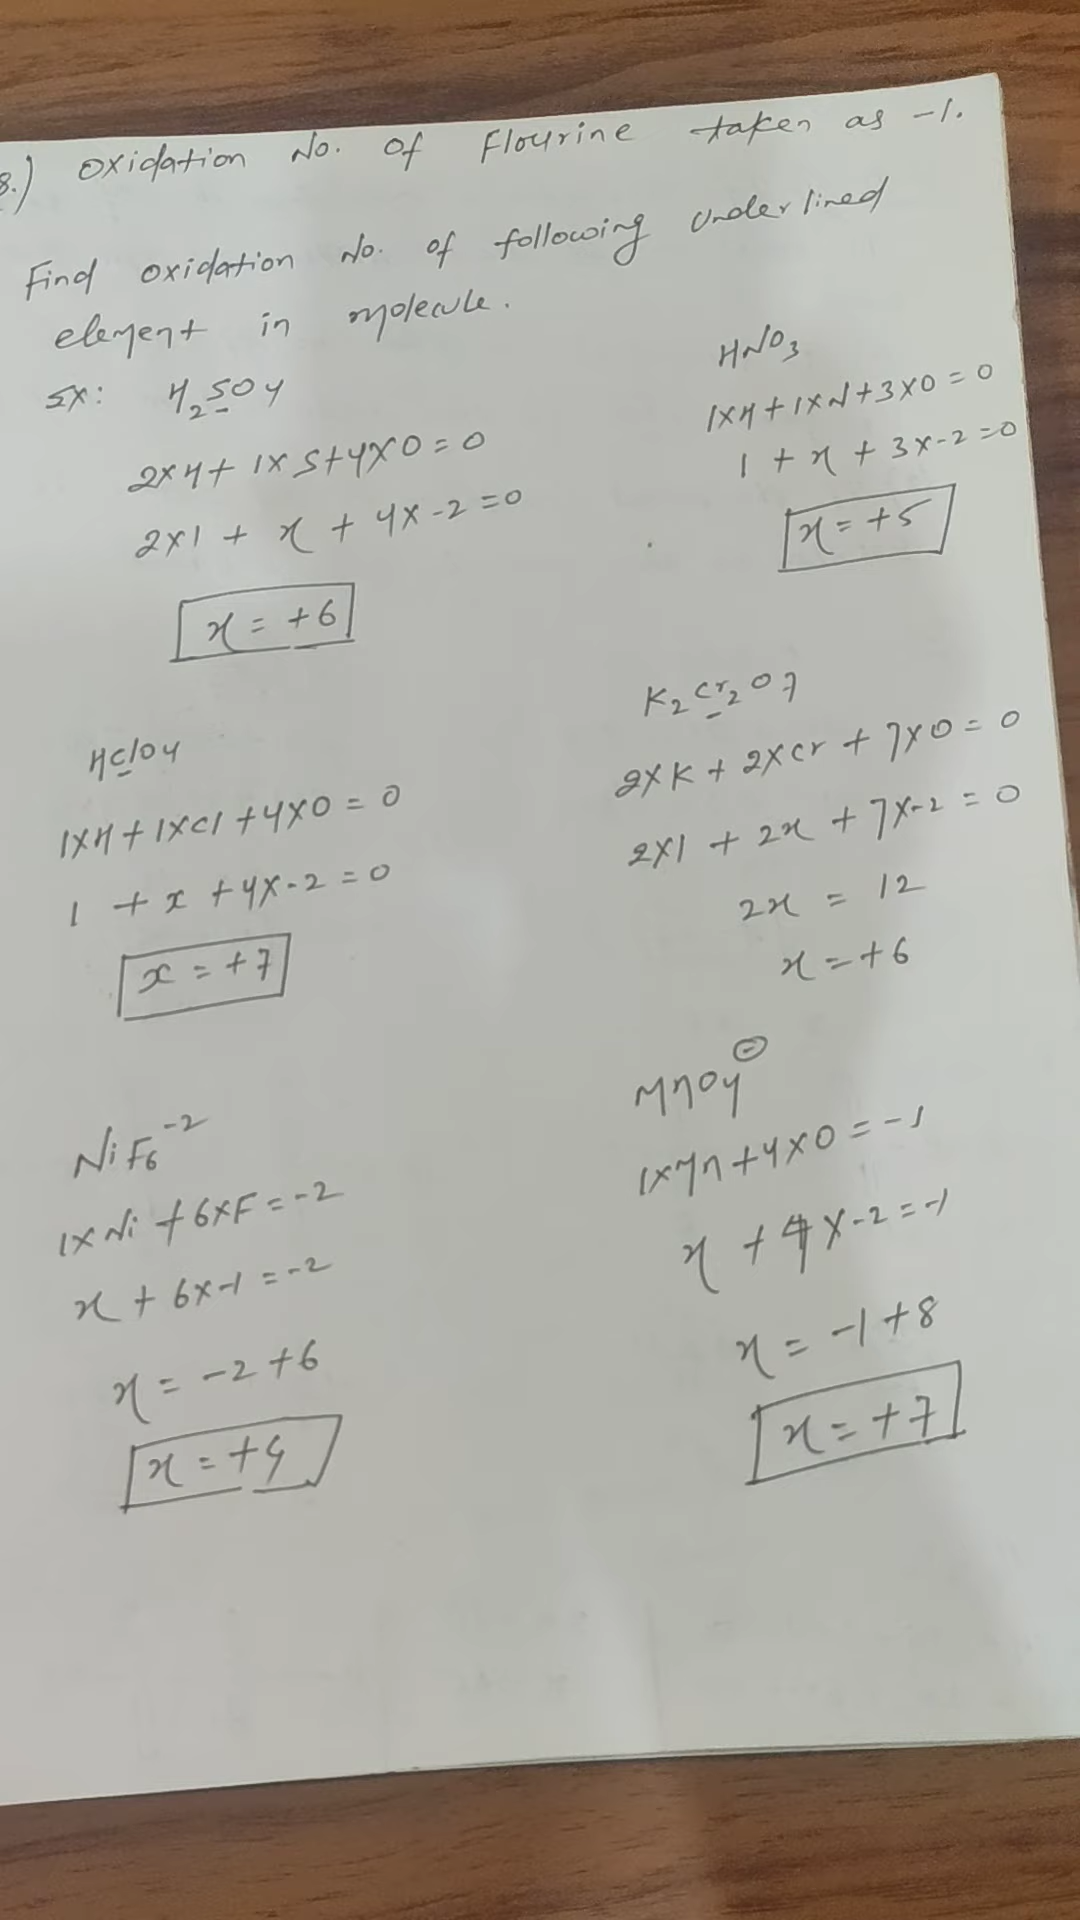 8.) Oxidation No. of Flourine taken as -1.
Find oxidation No. of following Underlined
element in molecule.
Ex: H₂SO₄
2×H + 1×S+4×O=0
2×1 + x + 4×-2=0
x = +6
HNO₃
1×H+1×N+3×O=0
1 + x + 3×-2=0
x=+5
HClO₄
1×H+1×Cl+4×O=0
1 + x +4×-2=0
x=+7
K₂Cr₂O₇
2×K+2×Cr+7×O=0
2×1+2x+7×-2=0
2x = 12
x=+6
NiF₆⁻²
1×Ni+6×F=-2
x+6×-1=-2
x=-2+6
x=+4
MnO₄⊖
1×Mn+4×O=-1
x+4×-2=-1
x=-1+8
x=+7